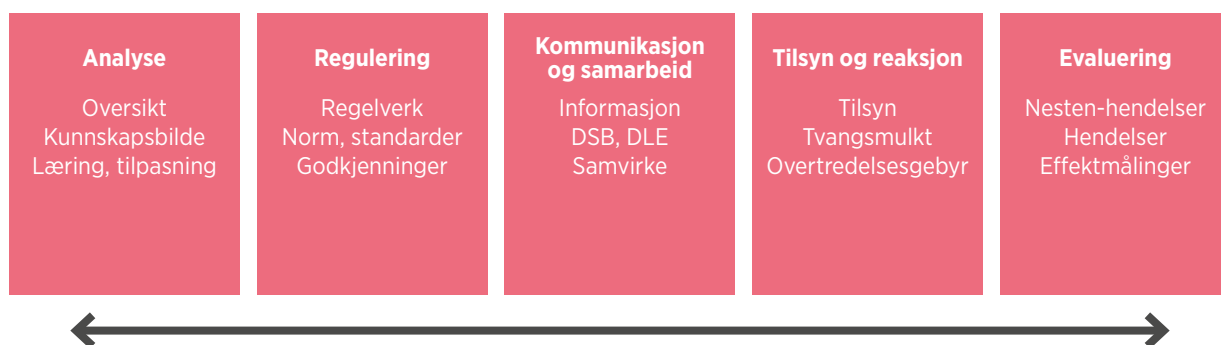 Analyse
Oversikt
Kunnskapsbilde
Læring, tilpasning
Regulering
Regelverk
Norm, standarder
Godkjenninger
Kommunikasjon
og samarbeid
Informasjon
DSB, DLE
Samvirke
Tilsyn og reaksjon
Tilsyn
Tvangsmulkt
Overtredelsesgebyr
Evaluering
Nesten-hendelser
Hendelser
Effektmålinger